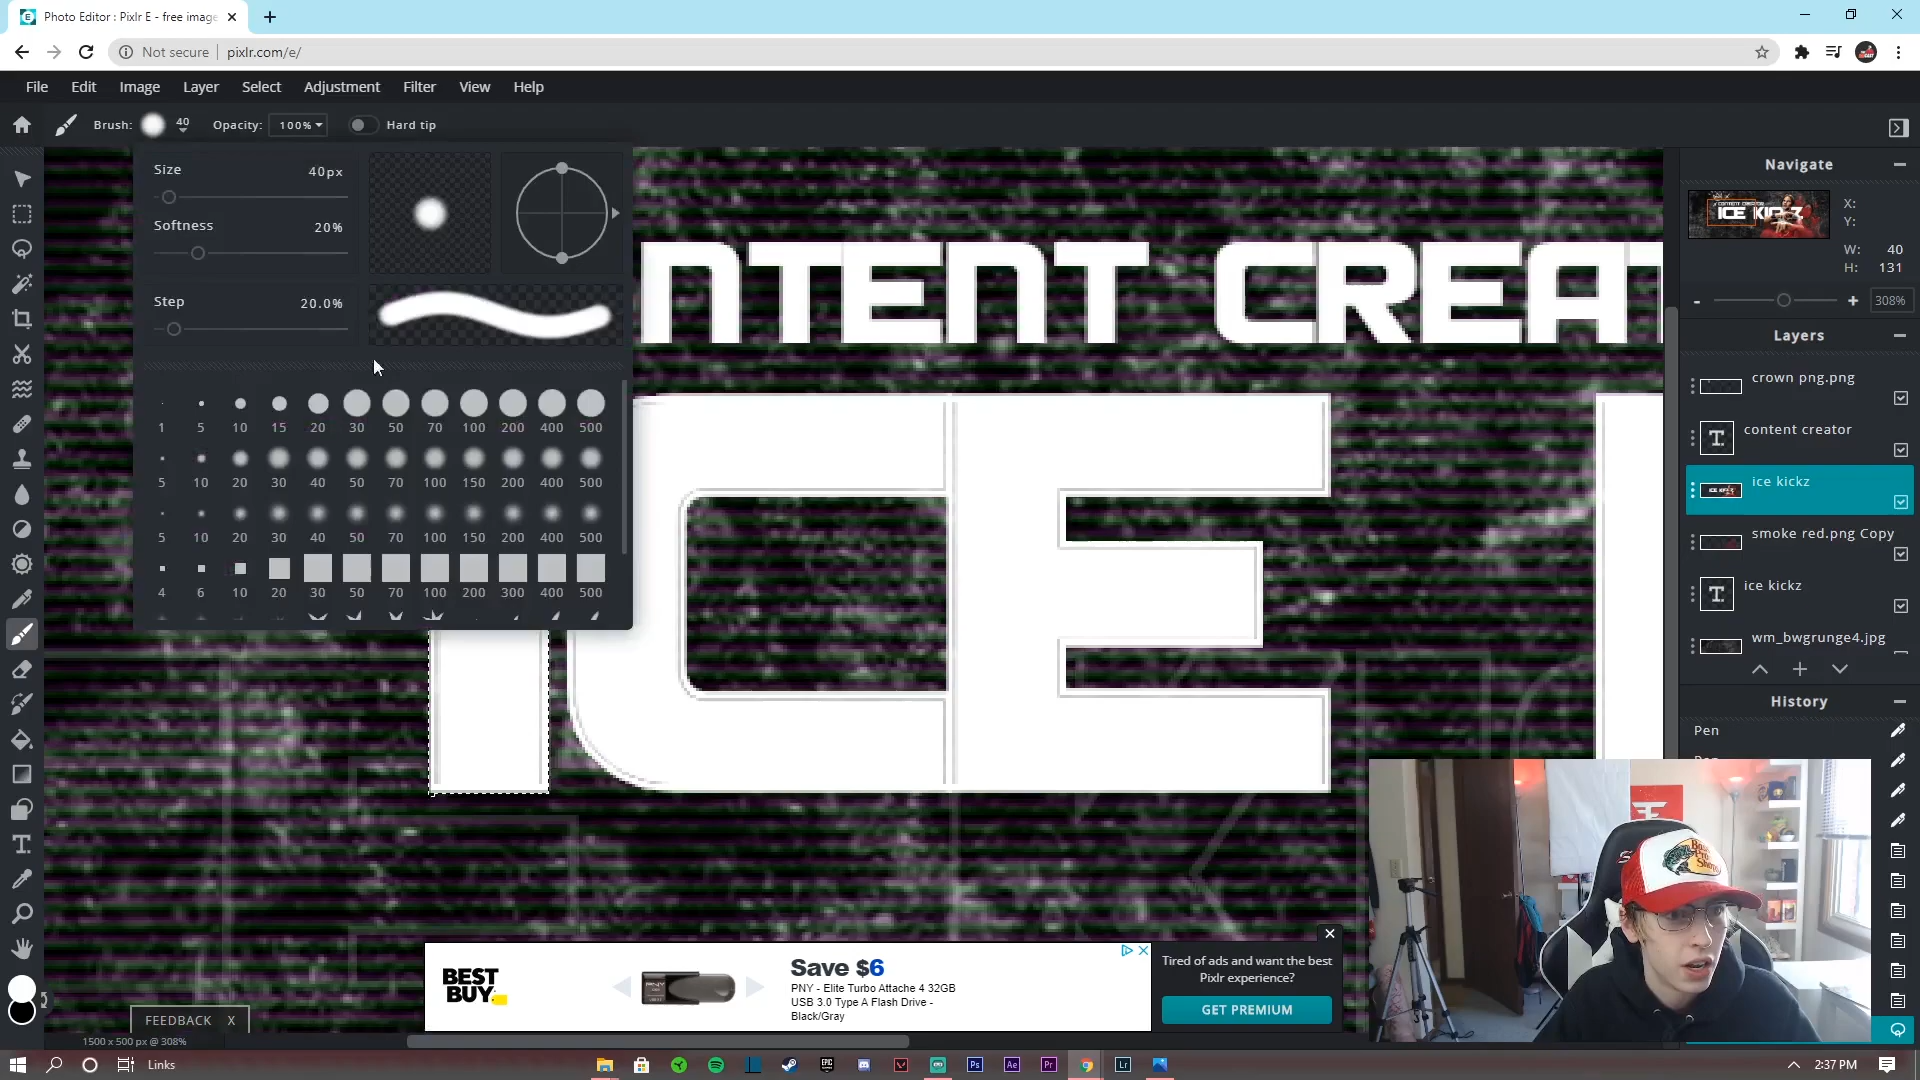 Photo Editor : Pixlr E - free image
Not secure
pixlr.com/e/
File Edit Image Layer Select Adjustment Filter View Help
Brush: 40 Opacity: 100% Hard tip
Size 40px
Softness 20%
Step 20.0%
1 5 10 15 20 30 50 70 100 200 400 500
5 10 20 30 40 50 70 100 150 200 400 500
5 10 20 30 40 50 70 100 150 200 400 500
4 6 10 20 30 50 70 100 200 300 400 500
NTENT CREAT
CE
Navigate
ICE KICKZ
X:
Y:
W: 40
H: 131
308%
Layers
crown png.png
content creator
ice kickz
smoke red.png Copy
ice kickz
wm_bwgrunge4.jpg
History
Pen
BEST
BUY
Save $6
PNY - Elite Turbo Attache 4 32GB
USB 3.0 Type A Flash Drive -
Black/Gray
Tired of ads and want the best
Pixlr experience?
GET PREMIUM
FEEDBACK X
1500 x 500 px @ 308%
Links
EPIC
Ps Ae Pr Lr
2:37 PM